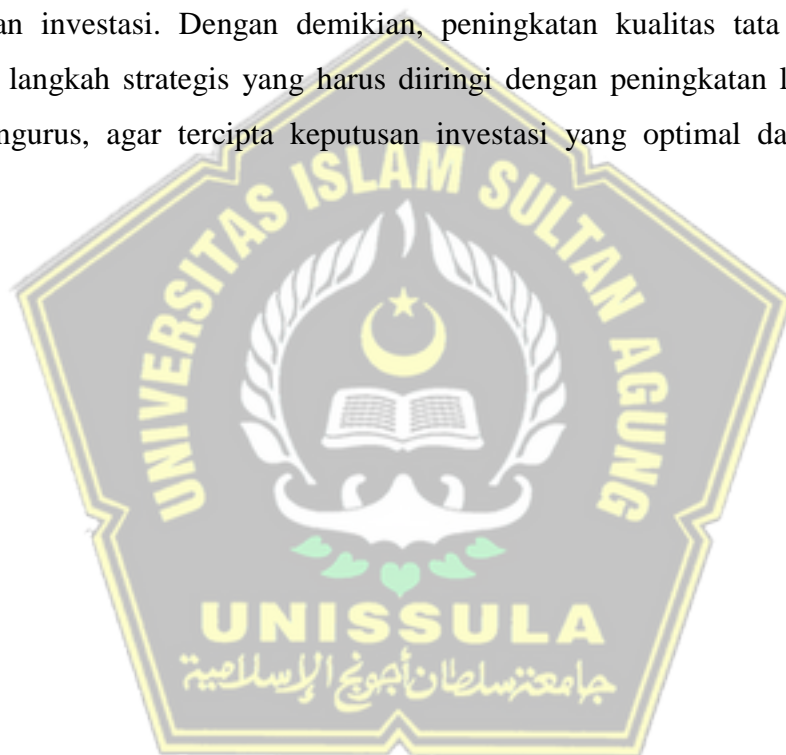 an investasi. Dengan demikian, peningkatan kualitas tata
langkah strategis yang harus diiringi dengan peningkatan l
ngurus, agar tercipta keputusan investasi yang optimal da
UNIVERSITAS ISLAM SULTAN AGUNG
UNISSULA
جامعة سلطان أجونج الإسلامية